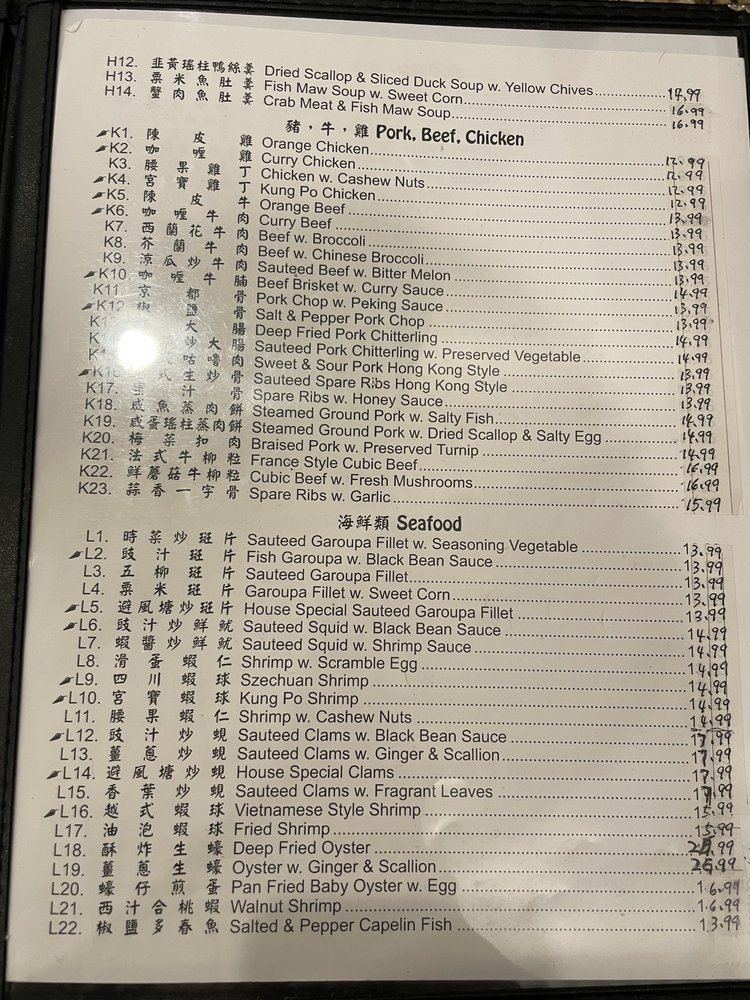 H12. 韭黃瑤柱鴨絲羹 Dried Scallop & Sliced Duck Soup w. Yellow Chives 14.99
H13. 粟米魚肚羹 Fish Maw Soup w. Sweet Corn 16.99
H14. 蟹肉魚肚羹 Crab Meat & Fish Maw Soup 16.99
豬，牛，雞 Pork, Beef, Chicken
K1. 陳皮雞 Orange Chicken 12.99
K2. 咖喱雞 Curry Chicken 12.99
K3. 腰果雞丁 Chicken w. Cashew Nuts 12.99
K4. 宮寶雞丁 Kung Po Chicken 12.99
K5. 陳皮牛 Orange Beef 13.99
K6. 咖喱牛肉 Curry Beef 13.99
K7. 西蘭花牛肉 Beef w. Broccoli 13.99
K8. 芥蘭牛肉 Beef w. Chinese Broccoli 13.99
K9. 涼瓜炒牛肉 Sauteed Beef w. Bitter Melon 13.99
K10. 咖喱牛腩 Beef Brisket w. Curry Sauce 14.99
K11. 京都骨 Pork Chop w. Peking Sauce 13.99
K12. 椒鹽骨 Salt & Pepper Pork Chop 13.99
大腸 Deep Fried Pork Chitterling 14.99
炒大腸 Sauteed Pork Chitterling w. Preserved Vegetable 14.99
咕嚕肉 Sweet & Sour Pork Hong Kong Style 13.99
K16. 式生炒骨 Sauteed Spare Ribs Hong Kong Style 13.99
K17. 蜜汁骨 Spare Ribs w. Honey Sauce 13.99
K18. 咸魚蒸肉餅 Steamed Ground Pork w. Salty Fish 14.99
K19. 咸蛋瑤柱蒸肉餅 Steamed Ground Pork w. Dried Scallop & Salty Egg 14.99
K20. 梅菜扣肉 Braised Pork w. Preserved Turnip 14.99
K21. 法式牛柳粒 France Style Cubic Beef 16.99
K22. 鮮蘑菇牛柳粒 Cubic Beef w. Fresh Mushrooms 16.99
K23. 蒜香一字骨 Spare Ribs w. Garlic 15.99
海鮮類 Seafood
L1. 時菜炒斑片 Sauteed Garoupa Fillet w. Seasoning Vegetable 13.99
L2. 豉汁斑片 Fish Garoupa w. Black Bean Sauce 13.99
L3. 五柳斑片 Sauteed Garoupa Fillet 13.99
L4. 粟米斑片 Garoupa Fillet w. Sweet Corn 13.99
L5. 避風塘炒斑片 House Special Sauteed Garoupa Fillet 13.99
L6. 豉汁炒鮮魷 Sauteed Squid w. Black Bean Sauce 14.99
L7. 蝦醬炒鮮魷 Sauteed Squid w. Shrimp Sauce 14.99
L8. 滑蛋蝦仁 Shrimp w. Scramble Egg 14.99
L9. 四川蝦球 Szechuan Shrimp 14.99
L10. 宮寶蝦球 Kung Po Shrimp 14.99
L11. 腰果蝦仁 Shrimp w. Cashew Nuts 14.99
L12. 豉汁炒蜆 Sauteed Clams w. Black Bean Sauce 17.99
L13. 薑蔥炒蜆 Sauteed Clams w. Ginger & Scallion 17.99
L14. 避風塘炒蜆 House Special Clams 17.99
L15. 香葉炒蜆 Sauteed Clams w. Fragrant Leaves 17.99
L16. 越式蝦球 Vietnamese Style Shrimp 15.99
L17. 油泡蝦球 Fried Shrimp 15.99
L18. 酥炸生蠔 Deep Fried Oyster
L19. 薑蔥生蠔 Oyster w. Ginger & Scallion 25.99
L20. 蠔仔煎蛋 Pan Fried Baby Oyster w. Egg 16.99
L21. 西汁合桃蝦 Walnut Shrimp 16.99
L22. 椒鹽多春魚 Salted & Pepper Capelin Fish 13.99